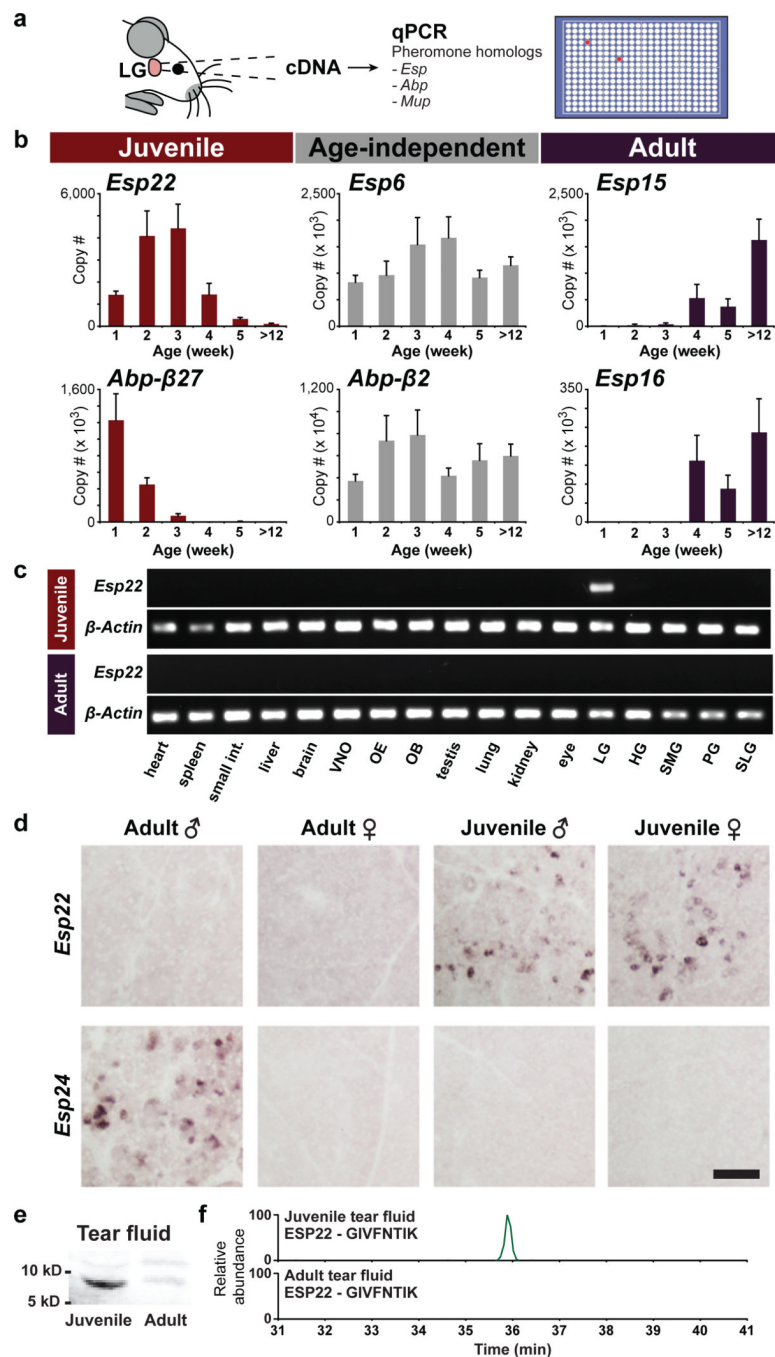 a
LG
cDNA
qPCR
Pheromone homologs
- Esp
- Abp
- Mup
b
Juvenile
Age-independent
Adult
Esp22
6,000
Copy #
0
1 2 3 4 5 >12
Age (week)
Esp6
2,500
Copy # (x 10³)
0
1 2 3 4 5 >12
Age (week)
Esp15
2,500
Copy # (x 10³)
0
1 2 3 4 5 >12
Age (week)
Abp-β27
1,600
Copy # (x 10³)
0
1 2 3 4 5 >12
Age (week)
Abp-β2
1,200
Copy # (x 10⁴)
0
1 2 3 4 5 >12
Age (week)
Esp16
350
Copy # (x 10³)
0
1 2 3 4 5 >12
Age (week)
c
Juvenile
Esp22
β-Actin
Adult
Esp22
β-Actin
heart spleen small int. liver brain VNO OE OB testis lung kidney eye LG HG SMG PG SLG
d
Adult ♂ Adult ♀ Juvenile ♂ Juvenile ♀
Esp22
Esp24
e
Tear fluid
10 kD
5 kD
Juvenile Adult
f
Relative
abundance
100
Juvenile tear fluid
ESP22 - GIVFNTIK
0
100
Adult tear fluid
ESP22 - GIVFNTIK
0
31 32 33 34 35 36 37 38 39 40 41
Time (min)